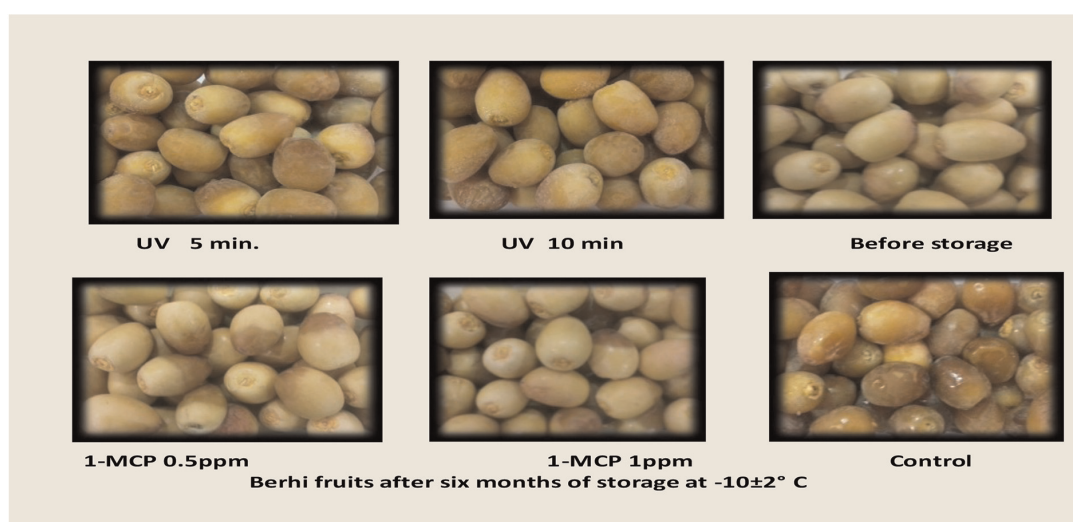 UV 5 min.
UV 10 min
Before storage
1-MCP 0.5ppm
1-MCP 1ppm
Control
Berhi fruits after six months of storage at -10±2° C